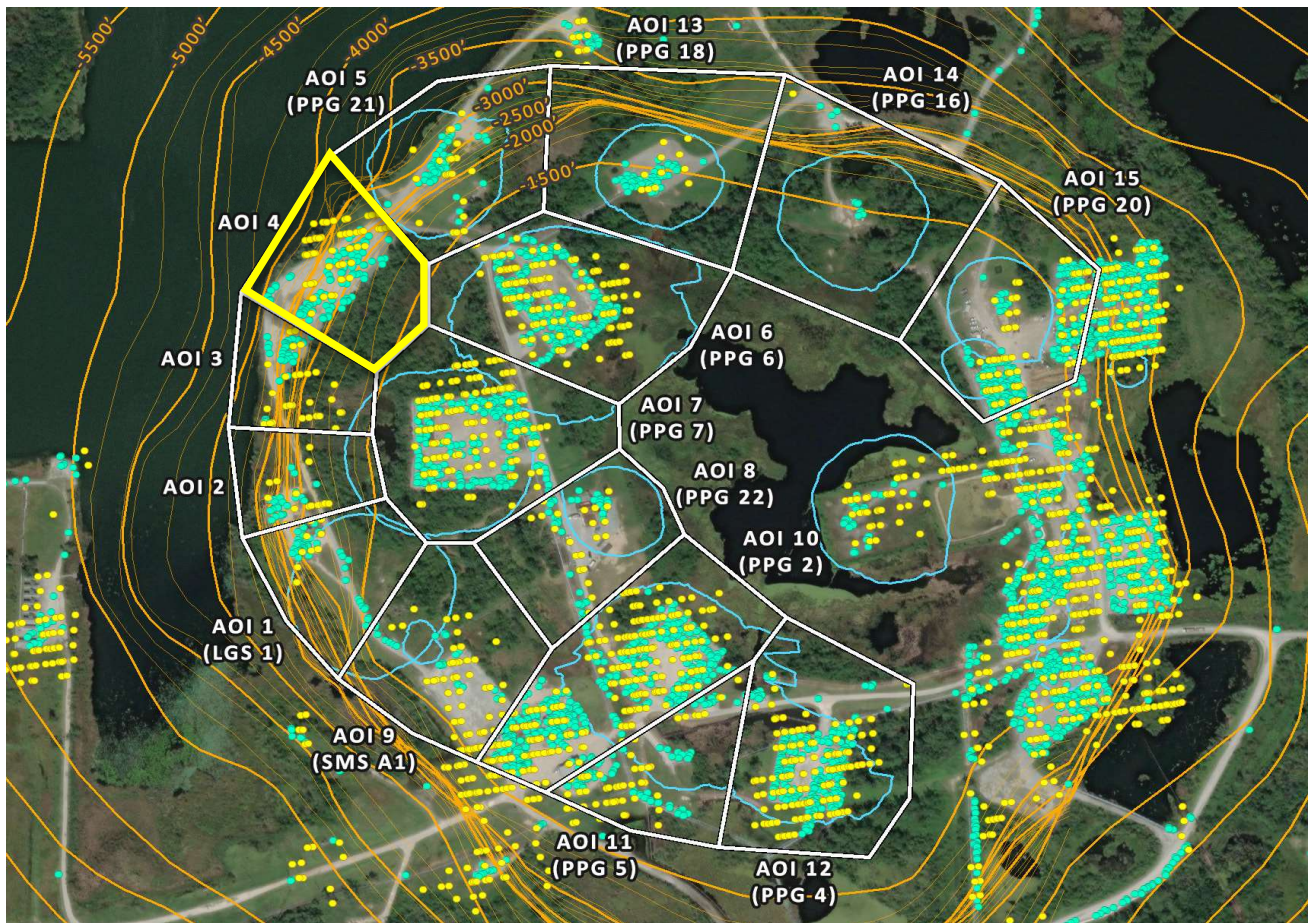 -5500'
-5000'
-4500'
-4000'
-3500'
-3000'
-2500'
-2000'
-1500'
AOI 13
(PPG 18)
AOI 5
(PPG 21)
AOI 14
(PPG 16)
AOI 15
(PPG 20)
AOI 4
AOI 3
AOI 6
(PPG 6)
AOI 7
(PPG 7)
AOI 8
(PPG 22)
AOI 2
AOI 10
(PPG 2)
AOI 1
(LGS 1)
AOI 9
(SMS A1)
AOI 11
(PPG 5)
AOI 12
(PPG 4)